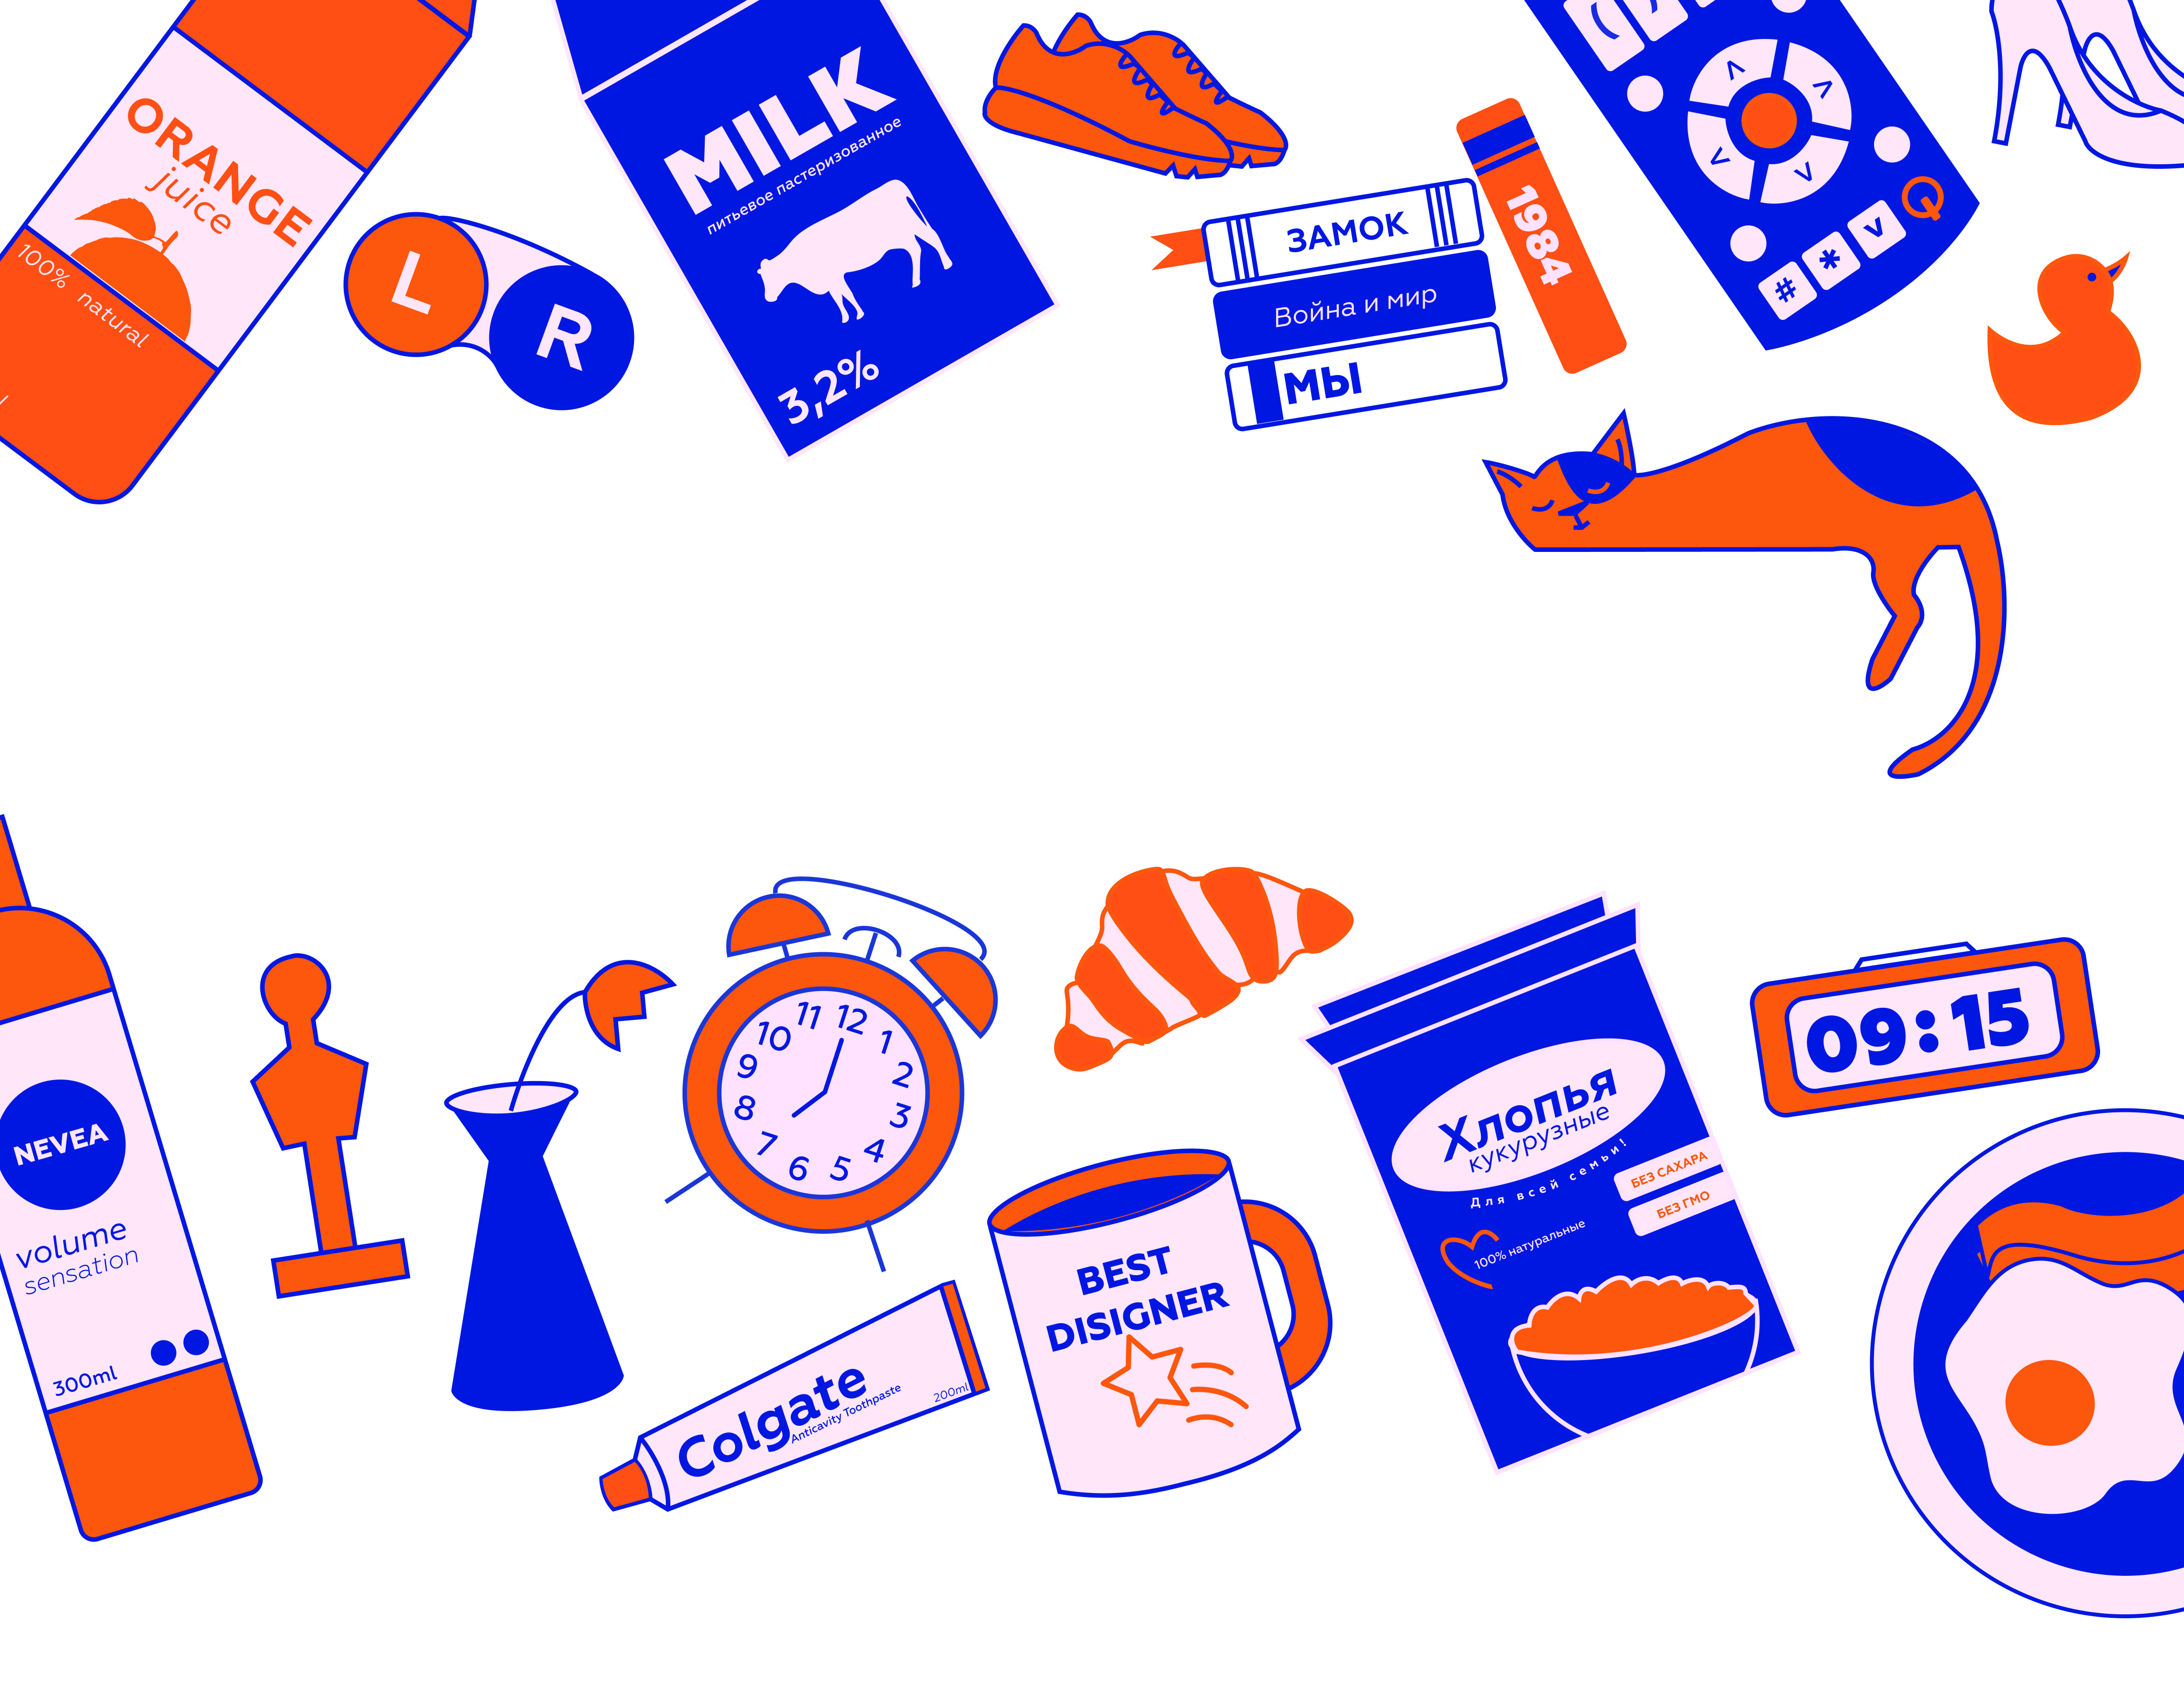 ORANGE
juice
100% natural
L
R
MILK
питьевое пастеризованное
3,2%
ЗАМОК
Война и мир
МЫ
1984
# * v Q
NEVEA
volume
sensation
300ml
11 12 1
10 2
9 3
8 4
7 6 5
Colgate
Anticavity Toothpaste
200ml
BEST
DISIGNER
Хлопья
кукурузные
Для всей семьи!
БЕЗ САХАРА
БЕЗ ГМО
100% натуральные
09:15